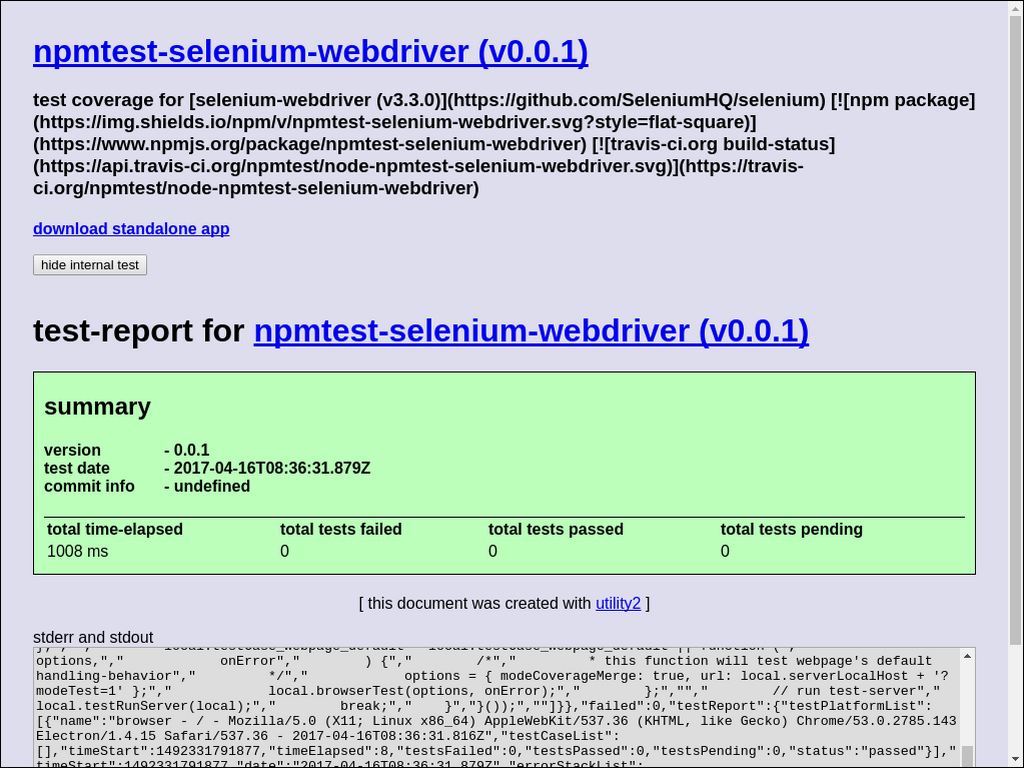 npmtest-selenium-webdriver (v0.0.1)
test coverage for [selenium-webdriver (v3.3.0)](https://github.com/SeleniumHQ/selenium) [![npm package]
(https://img.shields.io/npm/v/npmtest-selenium-webdriver.svg?style=flat-square)]
(https://www.npmjs.org/package/npmtest-selenium-webdriver) [![travis-ci.org build-status]
(https://api.travis-ci.org/npmtest/node-npmtest-selenium-webdriver.svg)](https://travis-
ci.org/npmtest/node-npmtest-selenium-webdriver)
download standalone app
hide internal test
test-report for npmtest-selenium-webdriver (v0.0.1)
summary
version - 0.0.1
test date - 2017-04-16T08:36:31.879Z
commit info - undefined
total time-elapsed total tests failed total tests passed total tests pending
1008 ms 0 0 0
[ this document was created with utility2 ]
stderr and stdout
options,"," onError"," ) {"," /*"," * this function will test webpage's default
handling-behavior"," */"," options = { modeCoverageMerge: true, url: local.serverLocalHost + '?
modeTest=1' };"," local.browserTest(options, onError);"," };",""," // run test-server","
local.testRunServer(local);"," break;"," }","}());",""]}},"failed":0,"testReport":{"testPlatformList":
[{"name":"browser - / - Mozilla/5.0 (X11; Linux x86_64) AppleWebKit/537.36 (KHTML, like Gecko) Chrome/53.0.2785.143
Electron/1.4.15 Safari/537.36 - 2017-04-16T08:36:31.816Z","testCaseList":
[],"timeStart":1492331791877,"timeElapsed":8,"testsFailed":0,"testsPassed":0,"testsPending":0,"status":"passed"}],"
timeStart":1492331791877,"date":"2017-04-16T08:36:31.879Z","errorStackList":